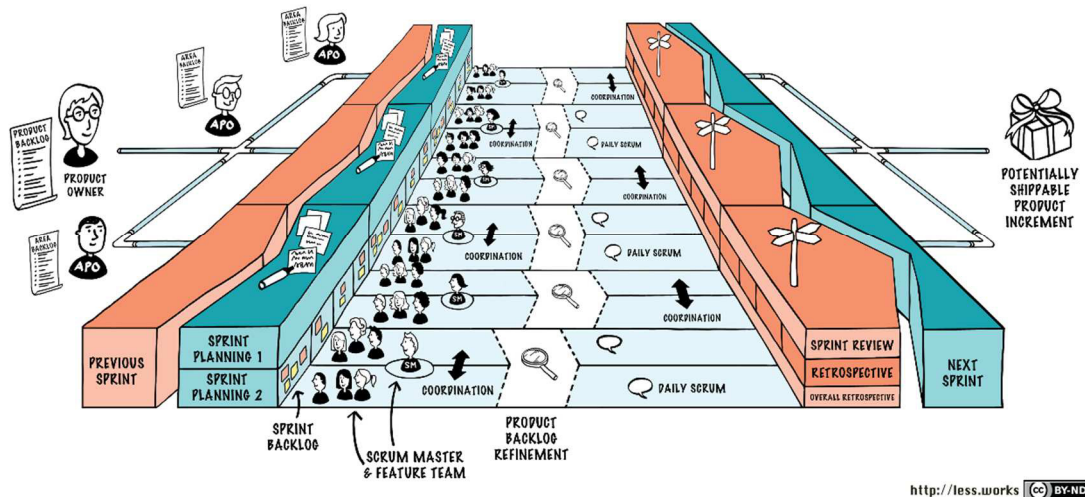 APO
AREA
BACKLOG
AREA
BACKLOG
APO
PRODUCT
BACKLOG
PRODUCT
OWNER
AREA
BACKLOG
APO
COORDINATION
DAILY SCRUM
COORDINATION
COORDINATION
SM
COORDINATION
DAILY SCRUM
SM
COORDINATION
SM
COORDINATION
DAILY SCRUM
PREVIOUS
SPRINT
SPRINT
PLANNING 1
SPRINT
PLANNING 2
SPRINT REVIEW
RETROSPECTIVE
OVERALL RETROSPECTIVE
NEXT
SPRINT
POTENTIALLY
SHIPPABLE
PRODUCT
INCREMENT
SPRINT
BACKLOG
SCRUM MASTER
& FEATURE TEAM
PRODUCT
BACKLOG
REFINEMENT
http://less.works
cc BY-ND